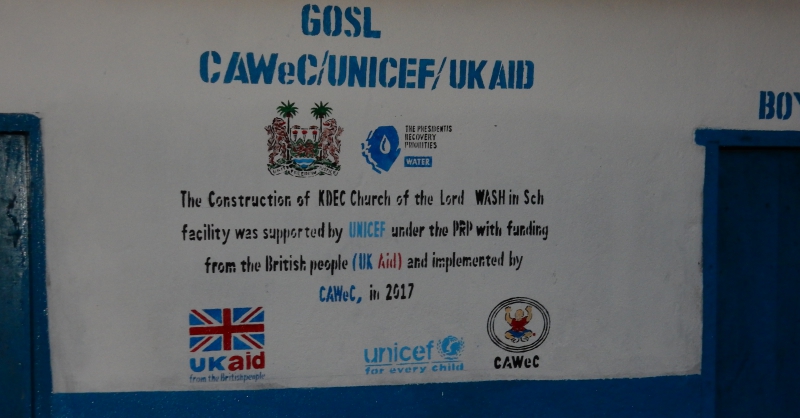 GOSL
CAWeC/UNICEF/UKAID
BOY
THE PRESIDENTIS
RECOVERY
PRIORITIES
WATER
The Construction of KDEC Church of the Lord WASH in Sch
facility was supported by UNICEF under the PRP with funding
from the British people (UK Aid) and implemented by
CAWeC, in 2017
UKaid
from the British people
unicef
for every child
CAWeC